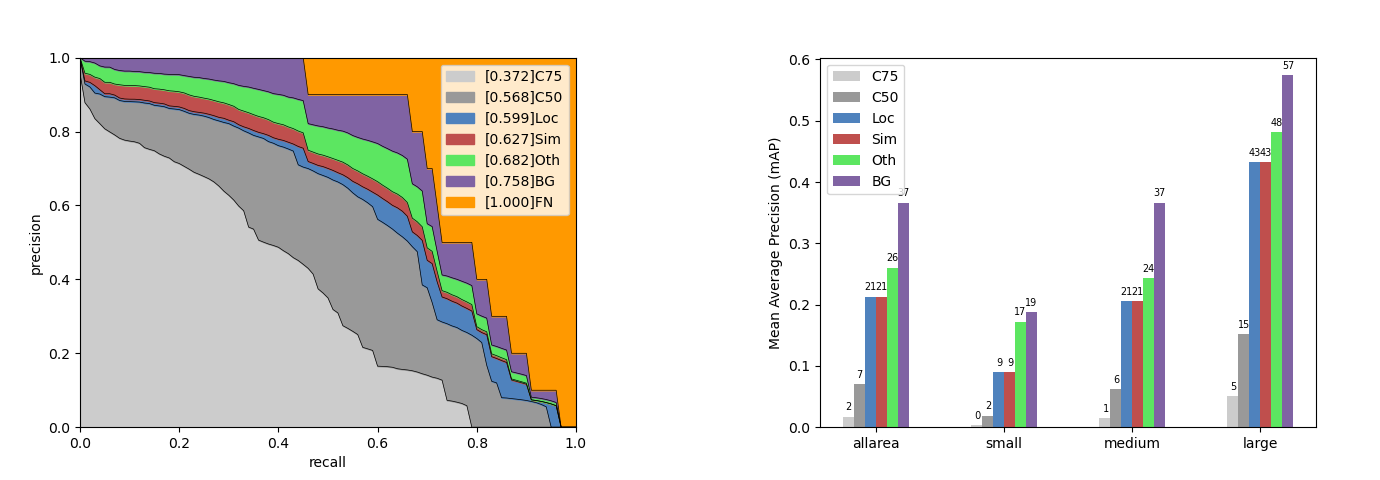 1.0
0.8
0.6
0.4
0.2
0.0
precision
0.0 0.2 0.4 0.6 0.8 1.0
recall
[0.372]C75
[0.568]C50
[0.599]Loc
[0.627]Sim
[0.682]Oth
[0.758]BG
[1.000]FN
0.6
0.5
0.4
0.3
0.2
0.1
0.0
Mean Average Precision (mAP)
C75
C50
Loc
Sim
Oth
BG
2 7 21 21 26 37
0 2 9 9 17 19
1 6 21 21 24 37
5 15 43 43 48 57
allarea small medium large